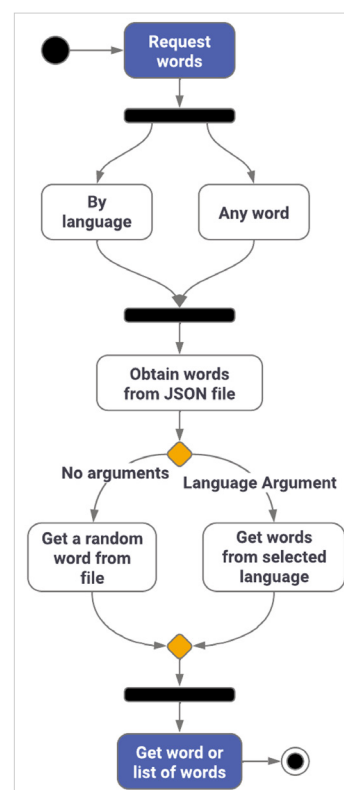 Request
words
By
language
Any word
Obtain words
from JSON file
No arguments
Language Argument
Get a random
word from
file
Get words
from selected
language
Get word or
list of words